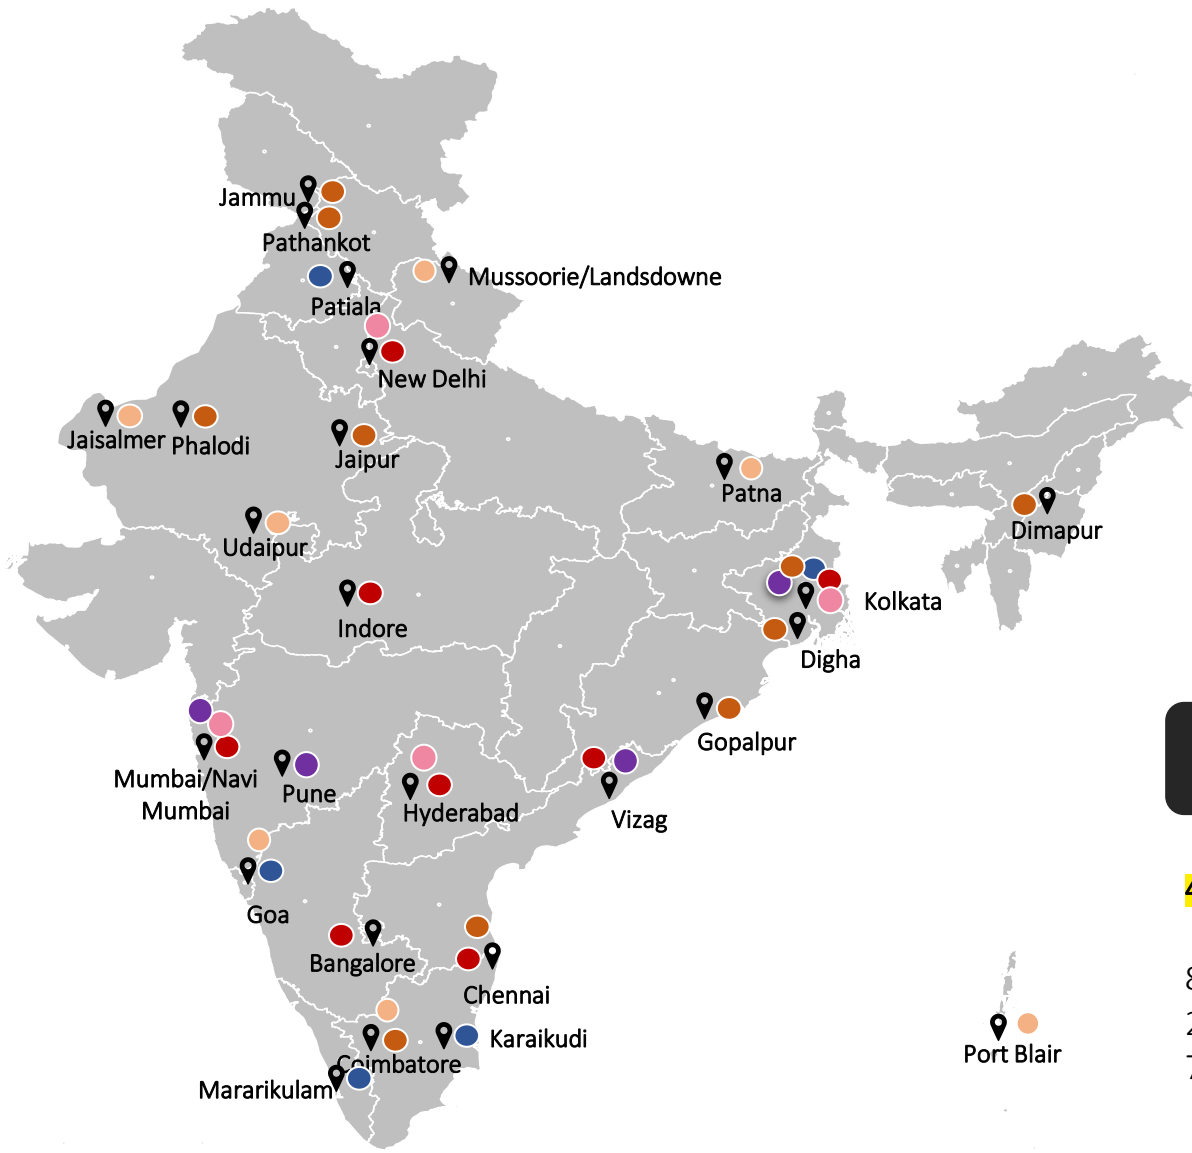 Jammu
Pathankot
Mussoorie/Landsdowne
Patiala
New Delhi
Jaisalmer
Phalodi
Jaipur
Patna
Dimapur
Udaipur
Kolkata
Indore
Digha
Gopalpur
Mumbai/Navi
Mumbai
Pune
Hyderabad
Vizag
Goa
Bangalore
Chennai
Karaikudi
Coimbatore
Port Blair
Mararikulam